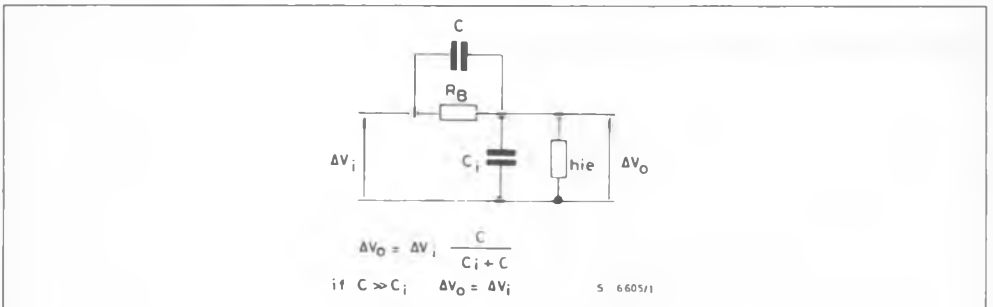 C
R_B
ΔV_i
C_i
hie
ΔV_o
ΔV_o = ΔV_i C / (C_i + C)
if C ≫ C_i ΔV_o = ΔV_i
S 6605/1